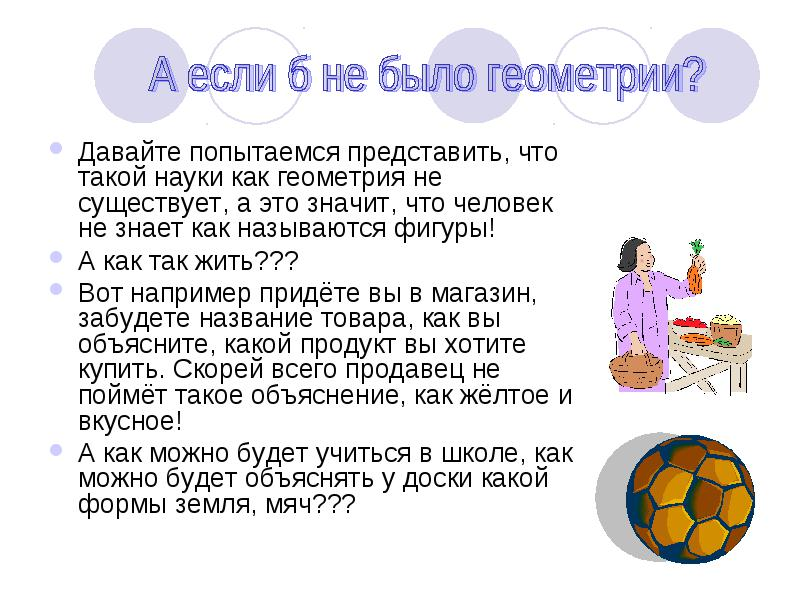 А если б не было геометрии?
Давайте попытаемся представить, что
такой науки как геометрия не
существует, а это значит, что человек
не знает как называются фигуры!
А как так жить???
Вот например придёте вы в магазин,
забудете название товара, как вы
объясните, какой продукт вы хотите
купить. Скорей всего продавец не
поймёт такое объяснение, как жёлтое и
вкусное!
А как можно будет учиться в школе, как
можно будет объяснять у доски какой
формы земля, мяч???